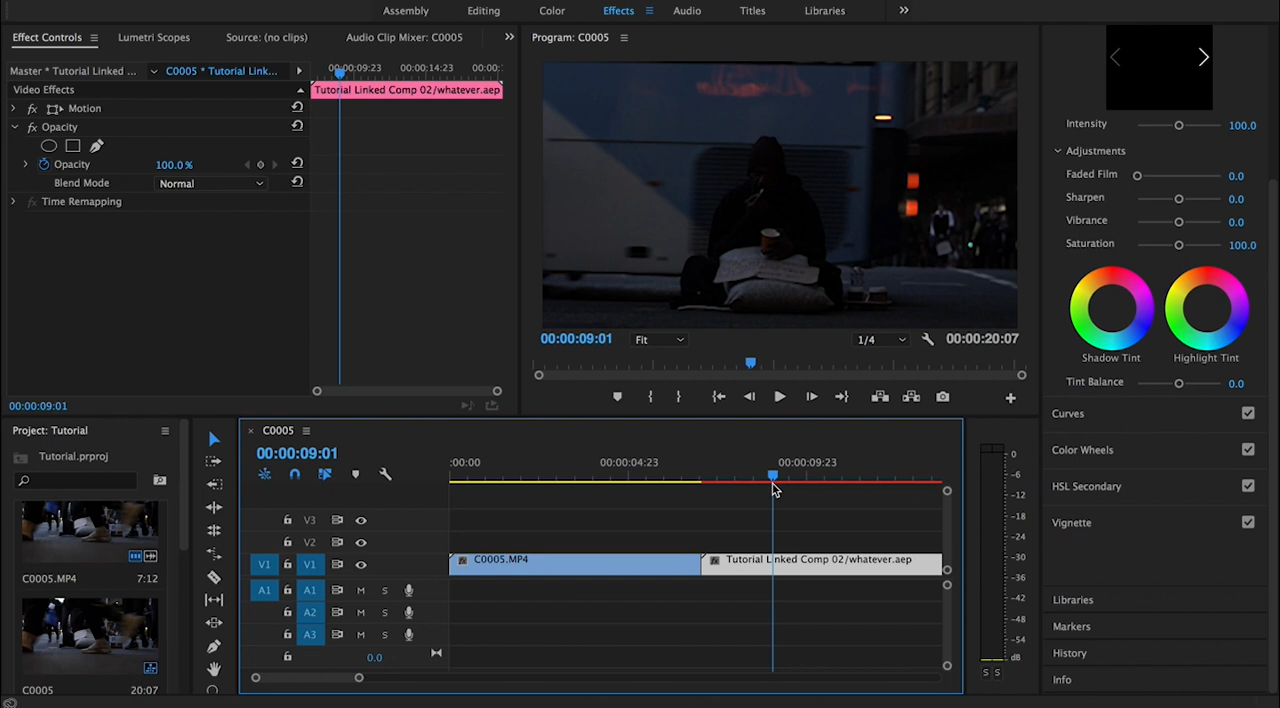 Assembly Editing Color Effects Audio Titles Libraries
Effect Controls Lumetri Scopes Source: (no clips) Audio Clip Mixer: C0005
Master * Tutorial Linked ... C0005 * Tutorial Link...
00:00:09:23 00:00:14:23 00:00:
Video Effects
Tutorial Linked Comp 02/whatever.aep
fx Motion
fx Opacity
Opacity 100.0 %
Blend Mode Normal
fx Time Remapping
00:00:09:01
Program: C0005
00:00:09:01 Fit 1/4 00:00:20:07
Intensity 100.0
Adjustments
Faded Film 0.0
Sharpen 0.0
Vibrance 0.0
Saturation 100.0
Shadow Tint Highlight Tint
Tint Balance 0.0
Curves
Color Wheels
HSL Secondary
Vignette
Libraries
Markers
History
Info
Project: Tutorial
Tutorial.prproj
C0005.MP4 7:12
C0005 20:07
× C0005
00:00:09:01
:00:00 00:00:04:23 00:00:09:23
V3
V2
V1 V1 C0005.MP4 Tutorial Linked Comp 02/whatever.aep
A1 A1 M S
A2 M S
A3 M S
0.0
0
-6
-12
-18
-24
-30
-36
-42
-48
-54
dB
S S